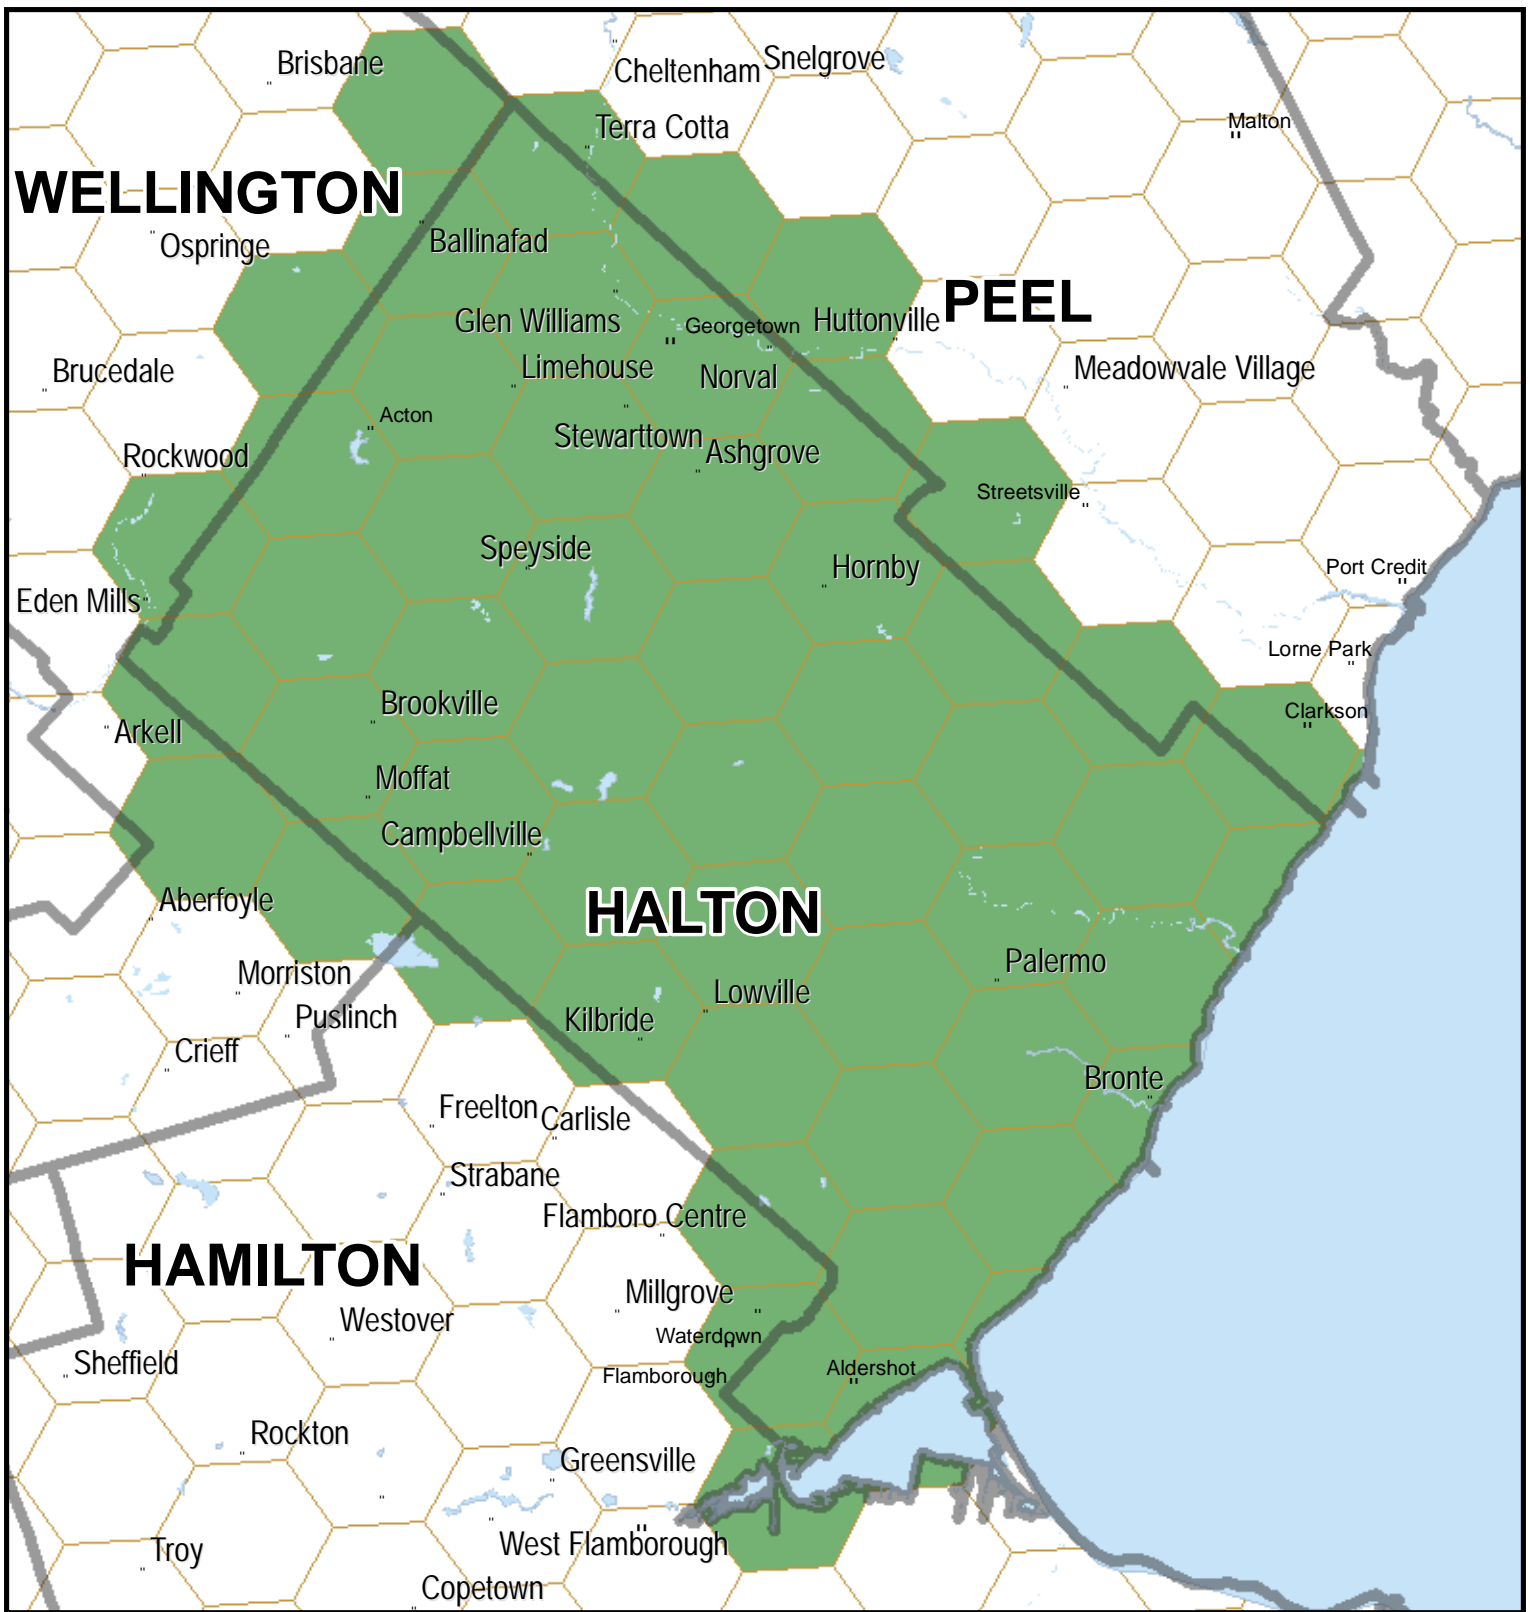 Brisbane
Snelgrove
Cheltenham
Malton
Terra Cotta
WELLINGTON
Ospringe
Ballinafad
PEEL
Glen Williams
Georgetown
Huttonville
Limehouse
Brucedale
Norval
Meadowvale Village
Acton
Stewarttown
Ashgrove
Rockwood
Streetsville
Speyside
Hornby
Port Credit
Eden Mills
Lorne Park
Brookville
Clarkson
Arkell
Moffat
Campbellville
Aberfoyle
HALTON
Palermo
Morriston
Lowville
Puslinch
Kilbride
Crieff
Bronte
Freelton
Carlisle
Strabane
Flamboro Centre
HAMILTON
Millgrove
Westover
Waterdown
Sheffield
Flamborough
Aldershot
Rockton
Greensville
West Flamborough
Troy
Copetown